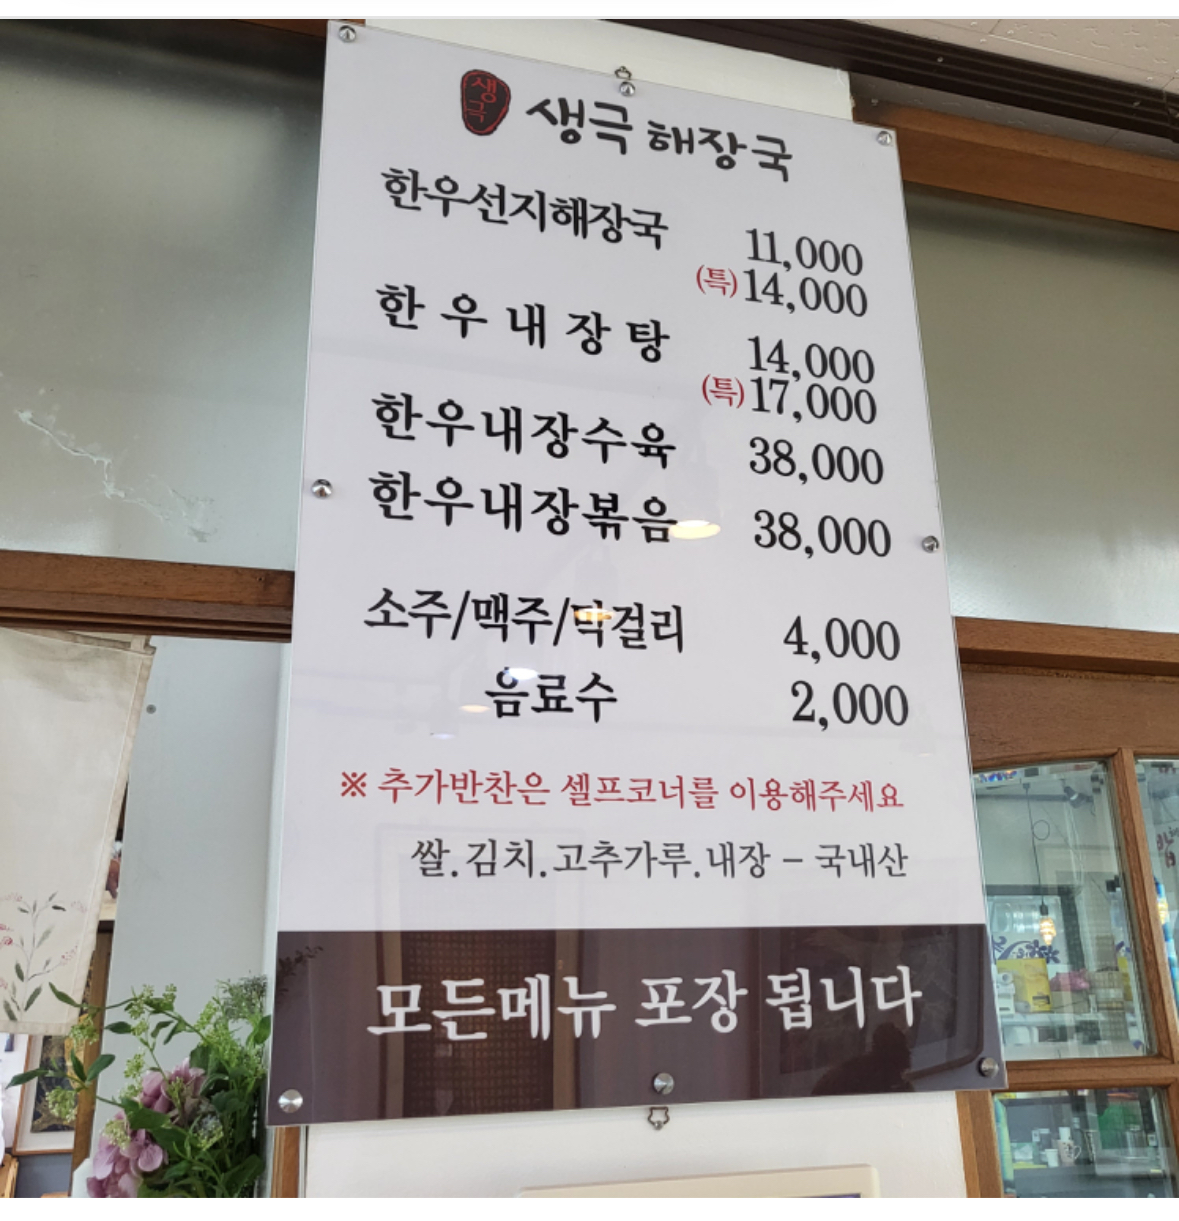 생극
생극 해장국
한우선지해장국 11,000
(특) 14,000
한우내장탕 14,000
(특) 17,000
한우내장수육 38,000
한우내장볶음 38,000
소주/맥주/막걸리 4,000
음료수 2,000
※ 추가반찬은 셀프코너를 이용해주세요
쌀.김치.고추가루.내장 - 국내산
모든메뉴 포장 됩니다